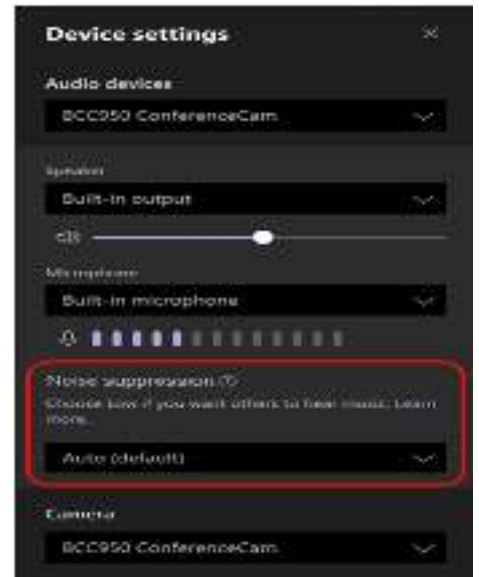 Device settings
Audio devices
BCC950 ConferenceCam
Speaker
Built-in output
Microphone
Built-in microphone
Noise suppression
Choose Low if you want others to hear music. Learn
more.
Auto (default)
Camera
BCC950 ConferenceCam